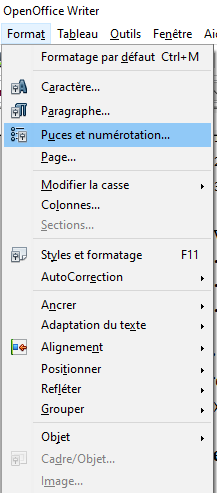 OpenOffice Writer
Format Tableau Outils Fenêtre
Formatage par défaut Ctrl+M
Caractère...
Paragraphe...
Puces et numérotation...
Page...
Modifier la casse
Colonnes...
Sections...
Styles et formatage F11
AutoCorrection
Ancrer
Adaptation du texte
Alignement
Positionner
Refléter
Grouper
Objet
Cadre/Objet...
Image...